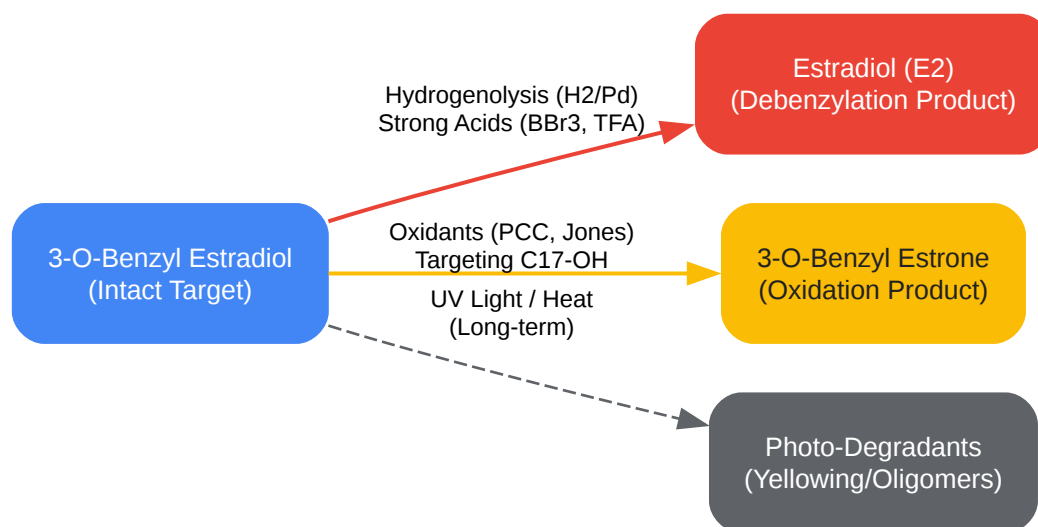 Estradiol (E2)
(Debenzylation Product)
Hydrogenolysis (H2/Pd)
Strong Acids (BBr3, TFA)
3-O-Benzyl Estradiol
(Intact Target)
Oxidants (PCC, Jones)
Targeting C17-OH
3-O-Benzyl Estrone
(Oxidation Product)
UV Light / Heat
(Long-term)
Photo-Degradants
(Yellowing/Oligomers)